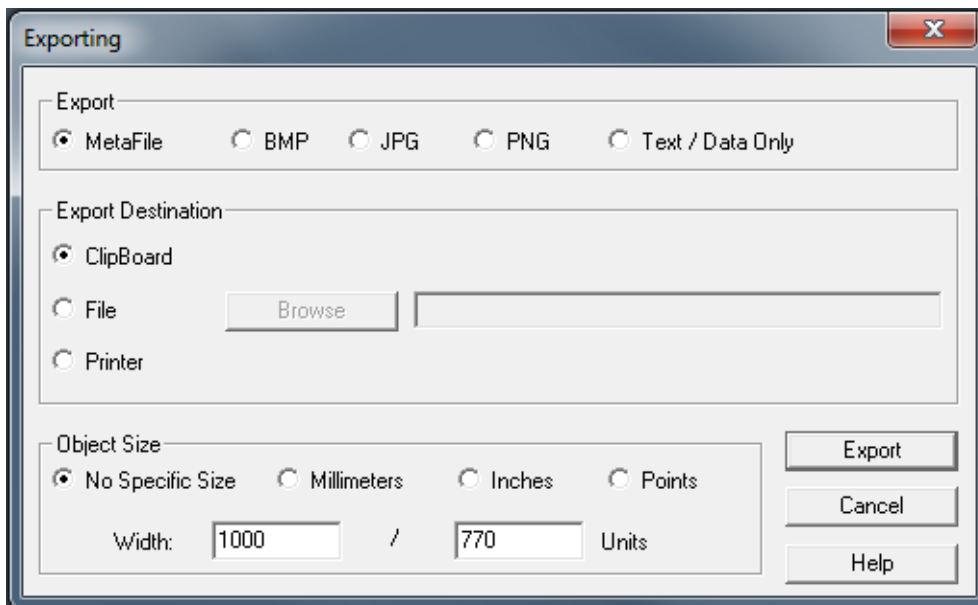 Exporting
X
Export
MetaFile BMP JPG PNG Text / Data Only
Export Destination
ClipBoard
File Browse
Printer
Object Size
No Specific Size Millimeters Inches Points
Width: 1000 / 770 Units
Export
Cancel
Help